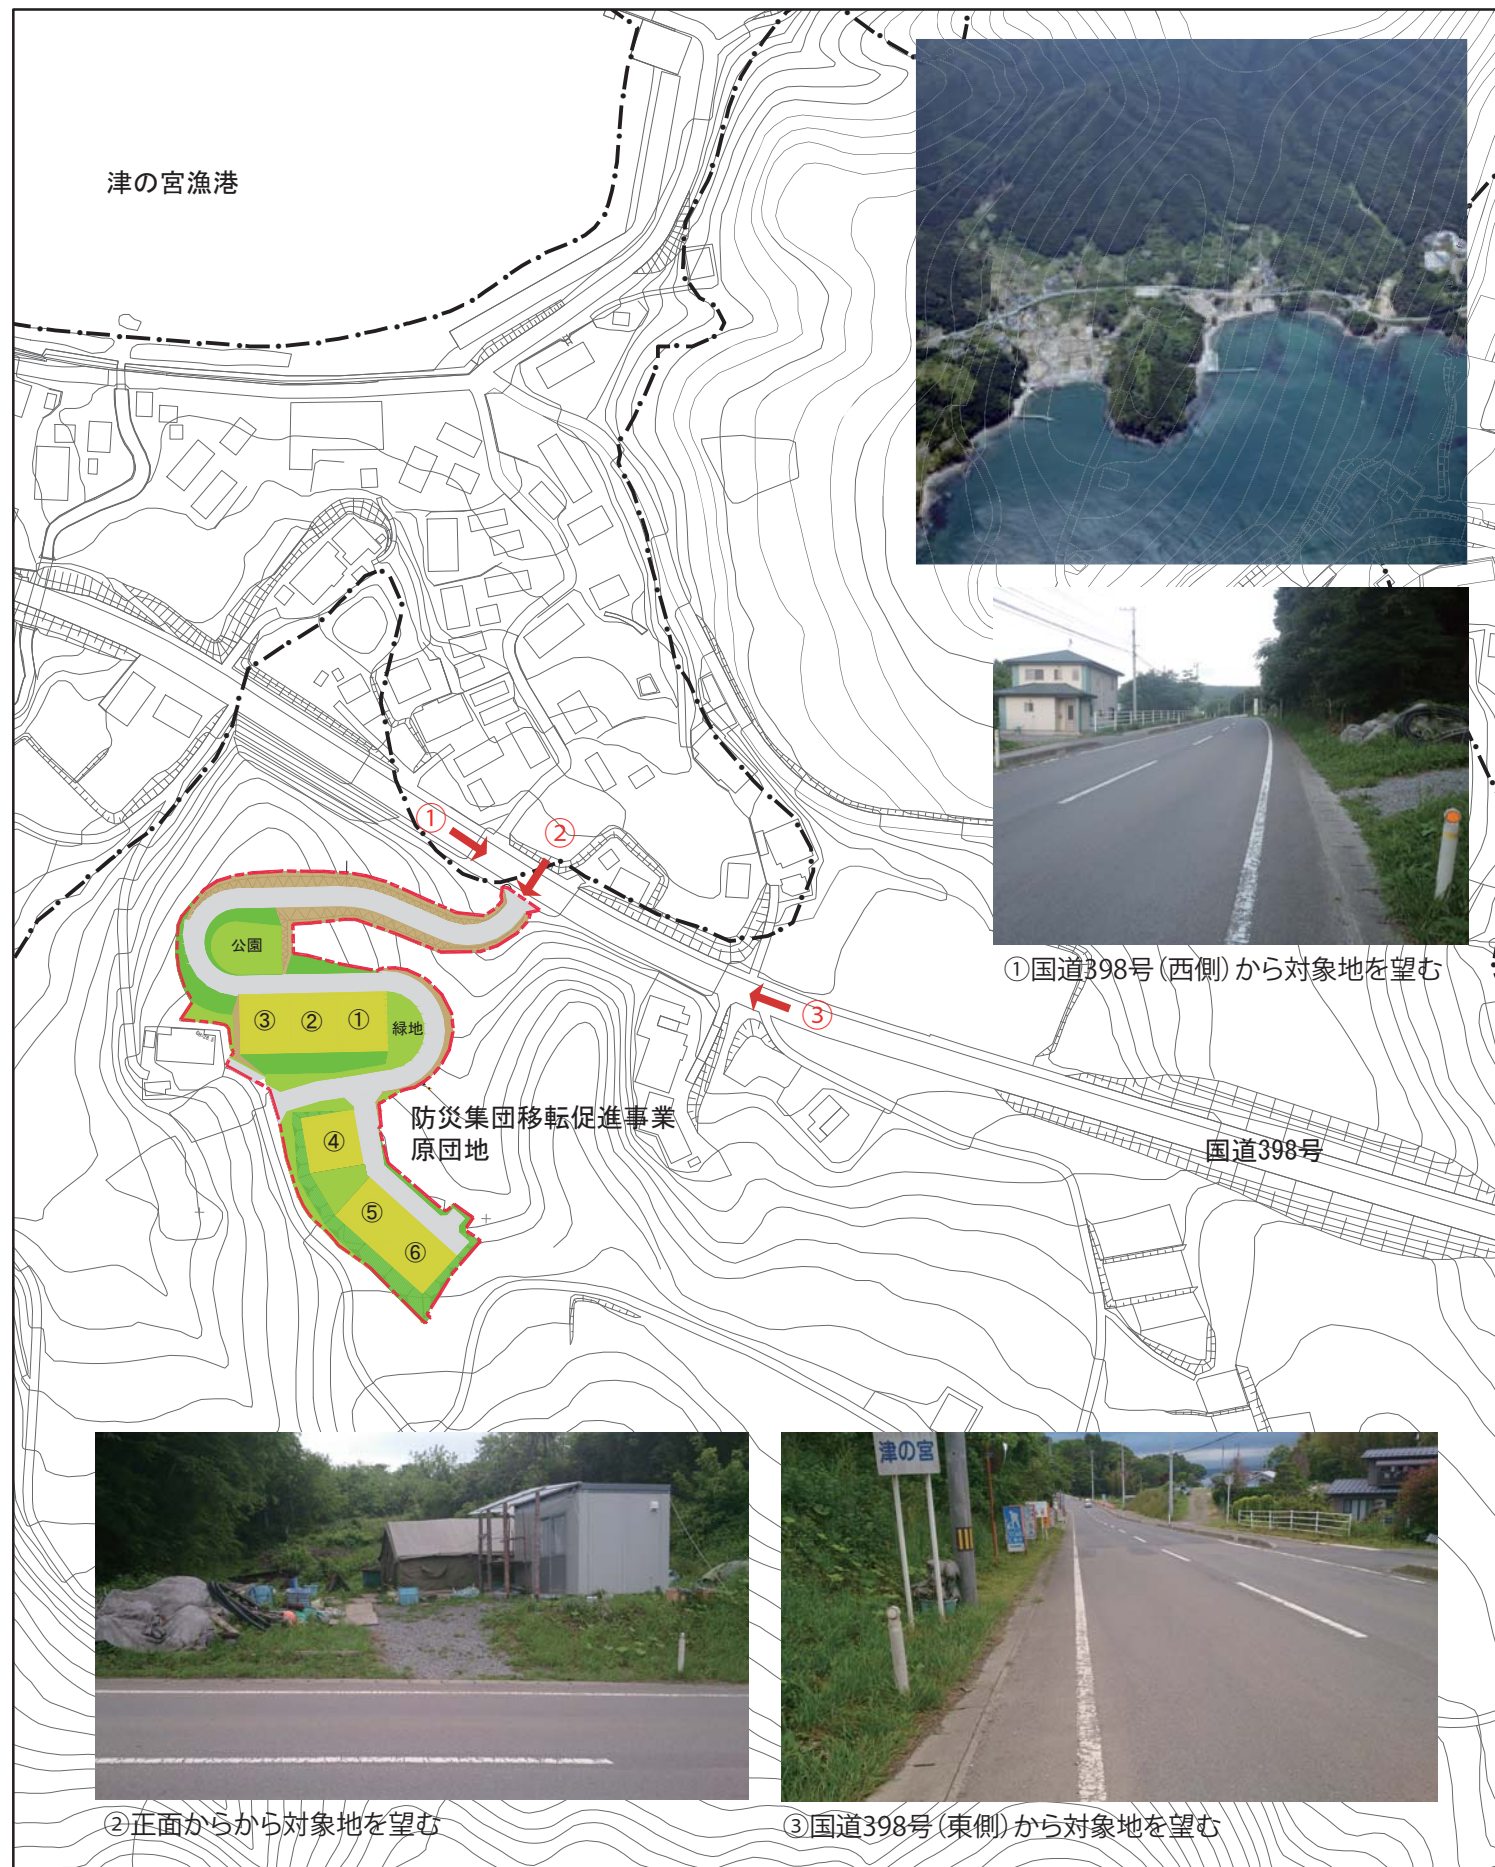 津の宮漁港
①
②
③
公園
③ ② ①
緑地
④
⑤
⑥
防災集団移転促進事業
原団地
国道398号
①国道398号(西側)から対象地を望む
津の宮
②正面からから対象地を望む
③国道398号(東側)から対象地を望む